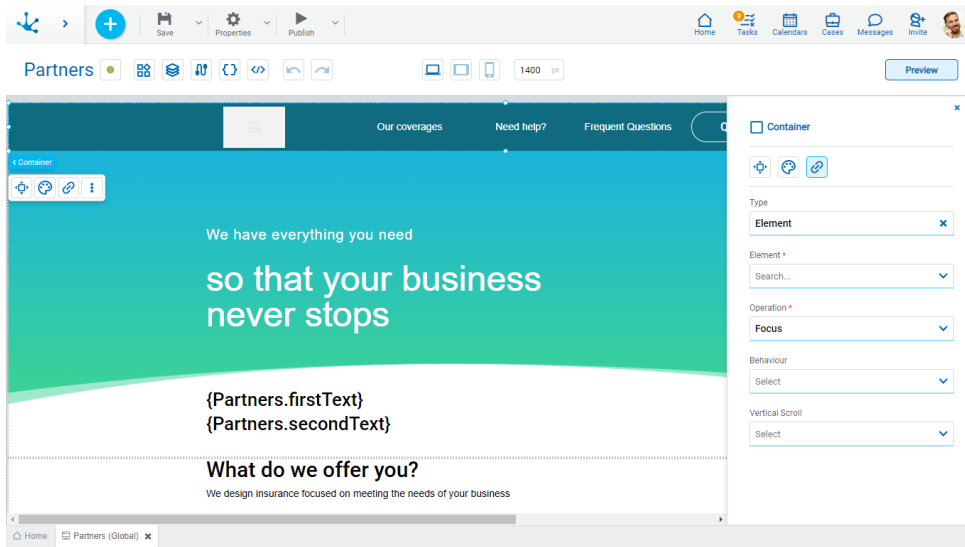 Save
Properties
Publish
Home
9
Tasks
Calendars
Cases
Messages
Invite
Partners
1400 px
Preview
Our coverages
Need help?
Frequent Questions
Container
Container
We have everything you need
so that your business
never stops
{Partners.firstText}
{Partners.secondText}
What do we offer you?
We design insurance focused on meeting the needs of your business
Type
Element
Element *
Search...
Operation *
Focus
Behaviour
Select
Vertical Scroll
Select
Home
Partners (Global)